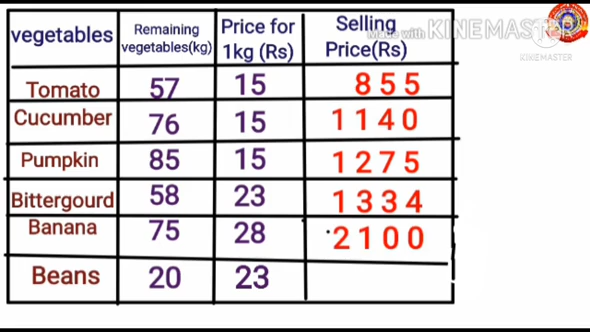 vegetables Remaining vegetables(kg) Price for 1kg (Rs) Selling Price(Rs)
Tomato 57 15 855
Cucumber 76 15 1140
Pumpkin 85 15 1275
Bittergourd 58 23 1334
Banana 75 28 2100
Beans 20 23
Made with KINEMASTER
KINEMASTER